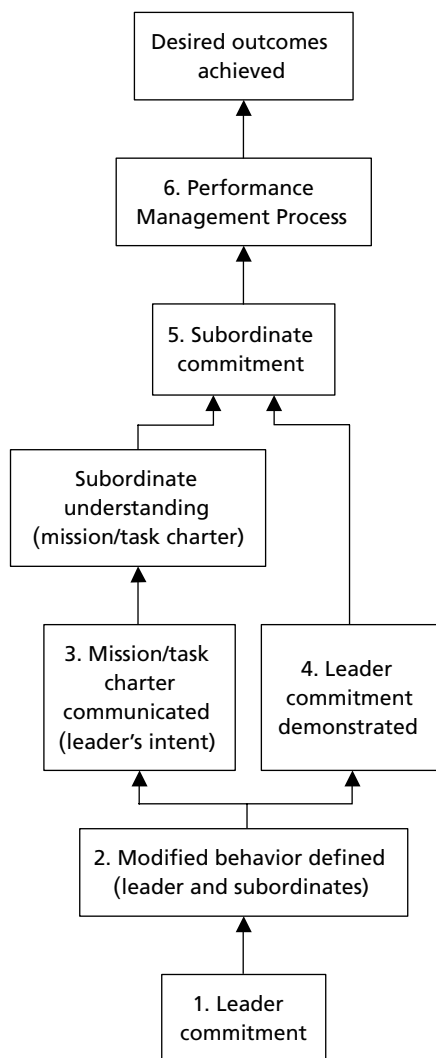 Desired outcomes
achieved
6. Performance
Management Process
5. Subordinate
commitment
Subordinate
understanding
(mission/task charter)
3. Mission/task
charter
communicated
(leader’s intent)
4. Leader
commitment
demonstrated
2. Modified behavior defined
(leader and subordinates)
1. Leader
commitment